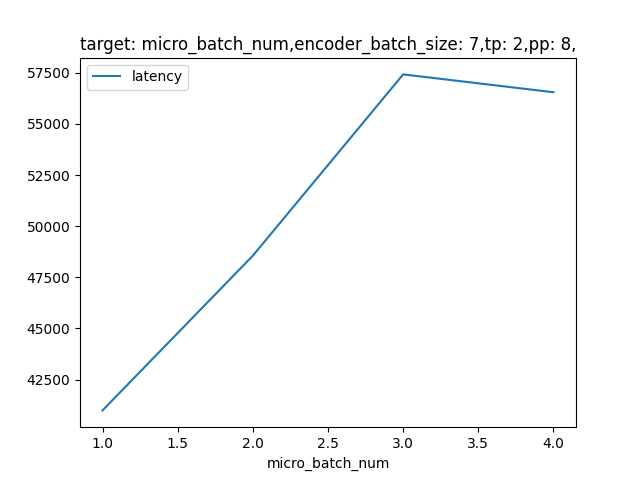 target: micro_batch_num,encoder_batch_size: 7,tp: 2,pp: 8,
latency
57500
55000
52500
50000
47500
45000
42500
1.0 1.5 2.0 2.5 3.0 3.5 4.0
micro_batch_num